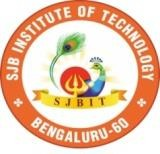 SJB INSTITUTE OF TECHNOLOGY
SJBIT
BENGALURU-60